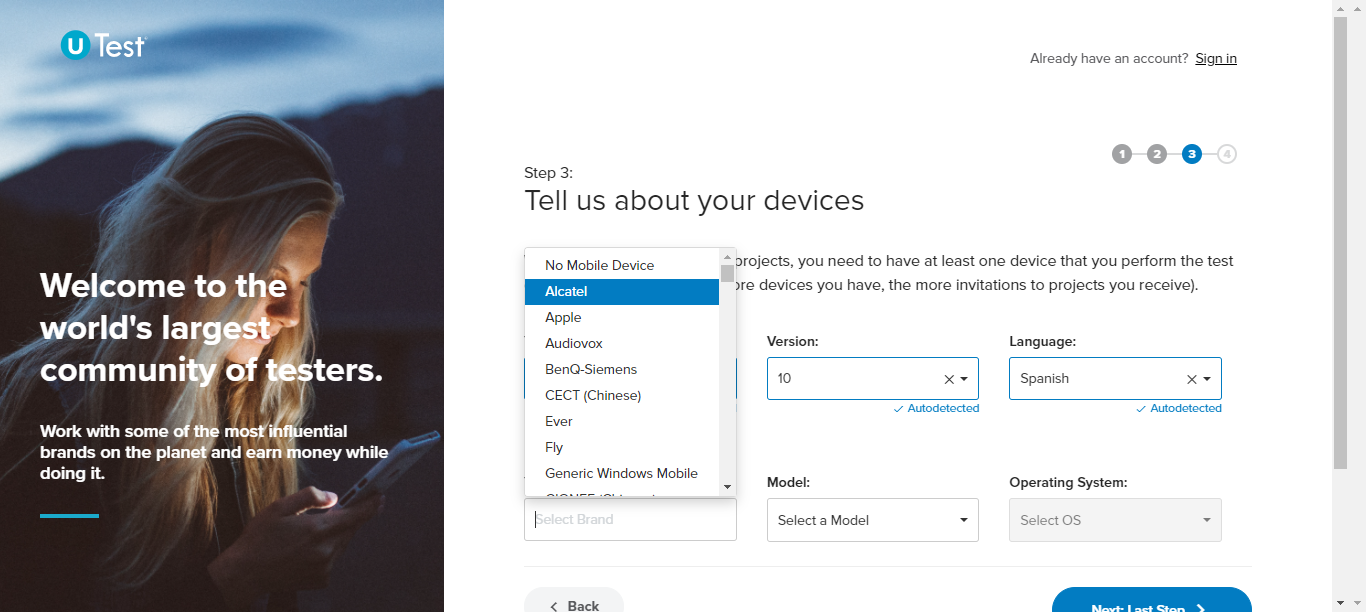 U Test
Already have an account? Sign in
1 2 3 4
Step 3:
Tell us about your devices
projects, you need to have at least one device that you perform the test
devices you have, the more invitations to projects you receive).
No Mobile Device
Alcatel
Apple
Audiovox
BenQ-Siemens
CECT (Chinese)
Ever
Fly
Generic Windows Mobile
Version:
10
Autodetected
Language:
Spanish
Autodetected
Select Brand
Model:
Select a Model
Operating System:
Select OS
Back
Next: Last Step
Welcome to the
world's largest
community of testers.
Work with some of the most influential
brands on the planet and earn money while
doing it.